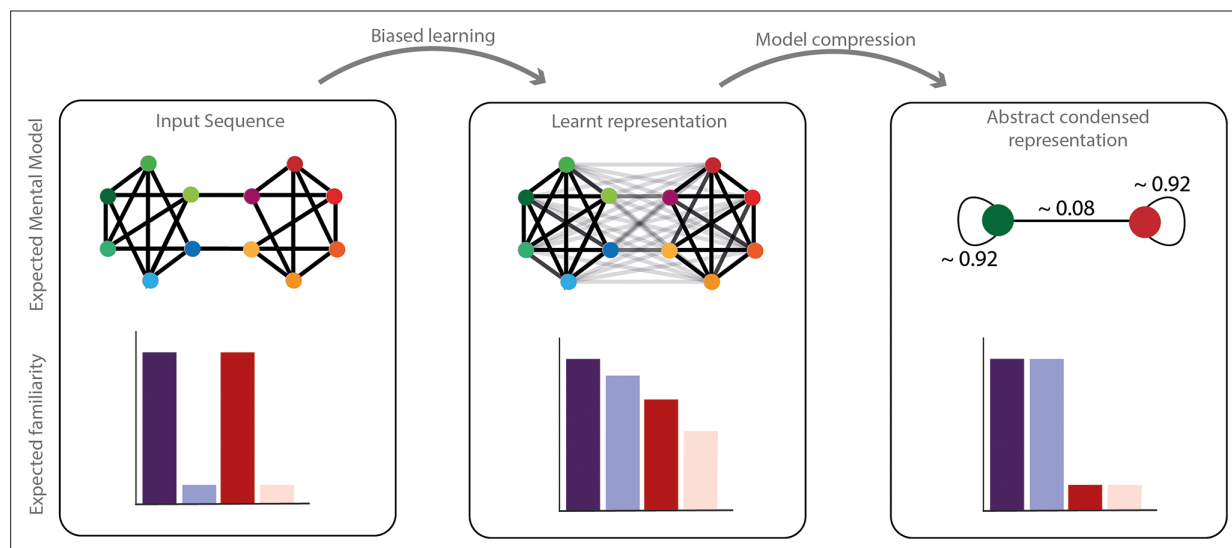 Biased learning
Model compression
Expected Mental Model
Input Sequence
Learnt representation
Abstract condensed
representation
~ 0.92
~ 0.08
~ 0.92
Expected familiarity